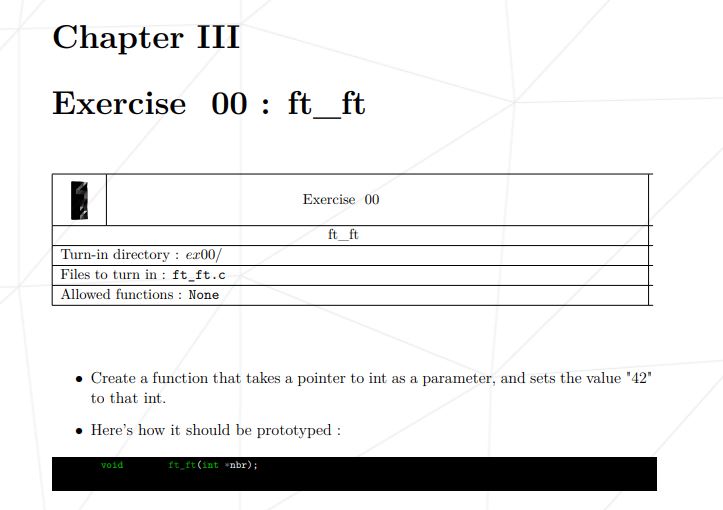 Chapter III
Exercise 00 : ft_ft
Exercise 00
ft_ft
Turn-in directory : ex00/
Files to turn in : ft_ft.c
Allowed functions : None
• Create a function that takes a pointer to int as a parameter, and sets the value "42"
to that int.
• Here's how it should be prototyped :
void ft_ft(int *nbr);